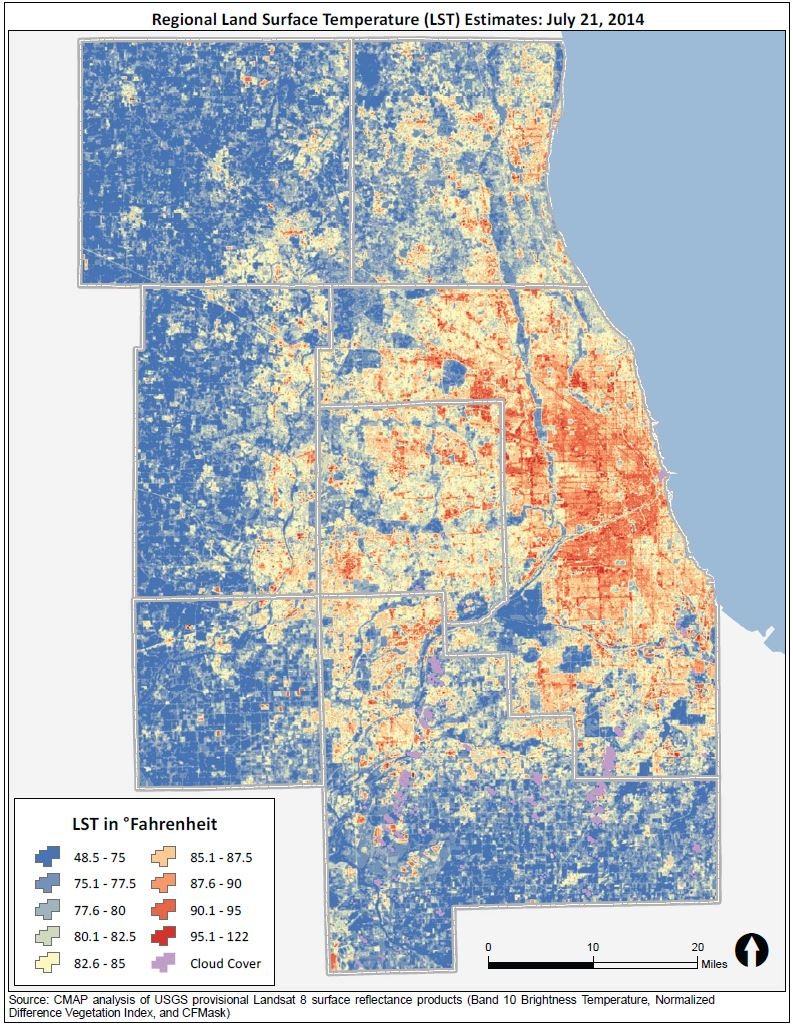 Regional Land Surface Temperature (LST) Estimates: July 21, 2014
LST in °Fahrenheit
48.5 - 75
75.1 - 77.5
77.6 - 80
80.1 - 82.5
82.6 - 85
85.1 - 87.5
87.6 - 90
90.1 - 95
95.1 - 122
Cloud Cover
0 10 20
Miles
Source: CMAP analysis of USGS provisional Landsat 8 surface reflectance products (Band 10 Brightness Temperature, Normalized
Difference Vegetation Index, and CFMask)